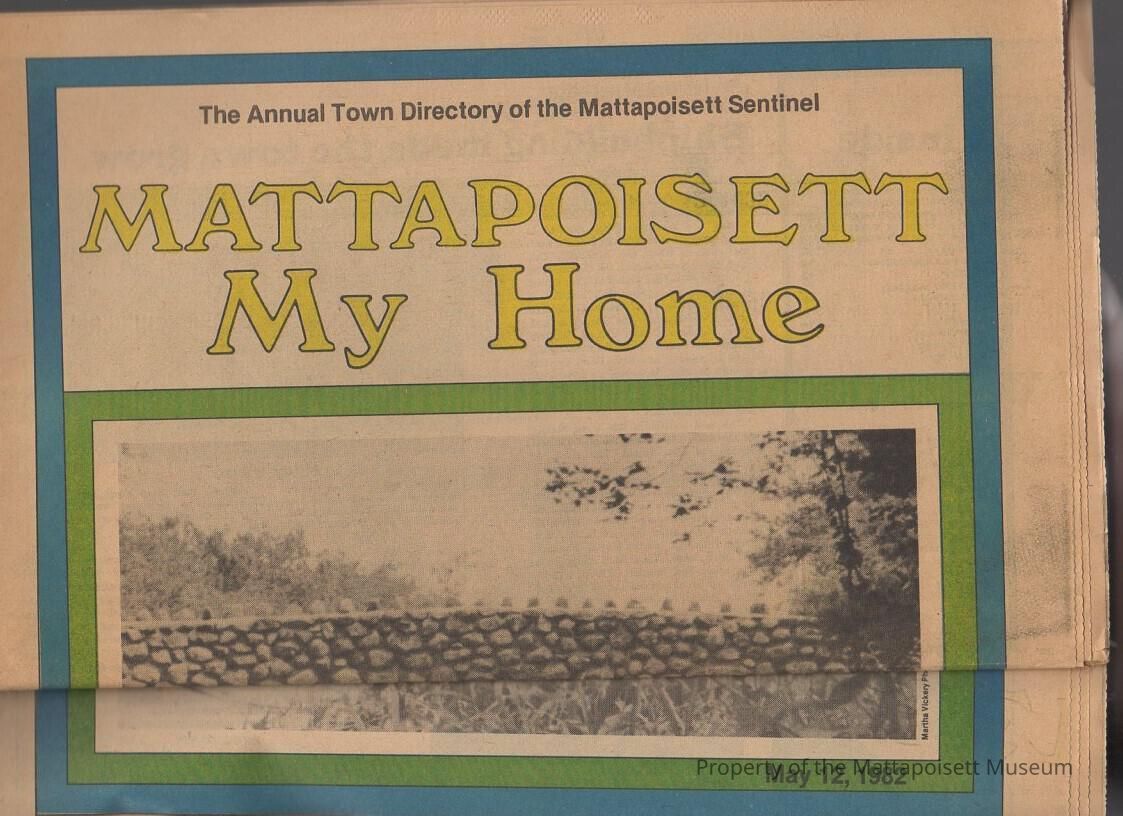 The Annual Town Directory of the Mattapoisett Sentinel
MATTAPOISETT
My Home
Martha Vickery Ph
May 12, 1982
Property of the Mattapoisett Museum